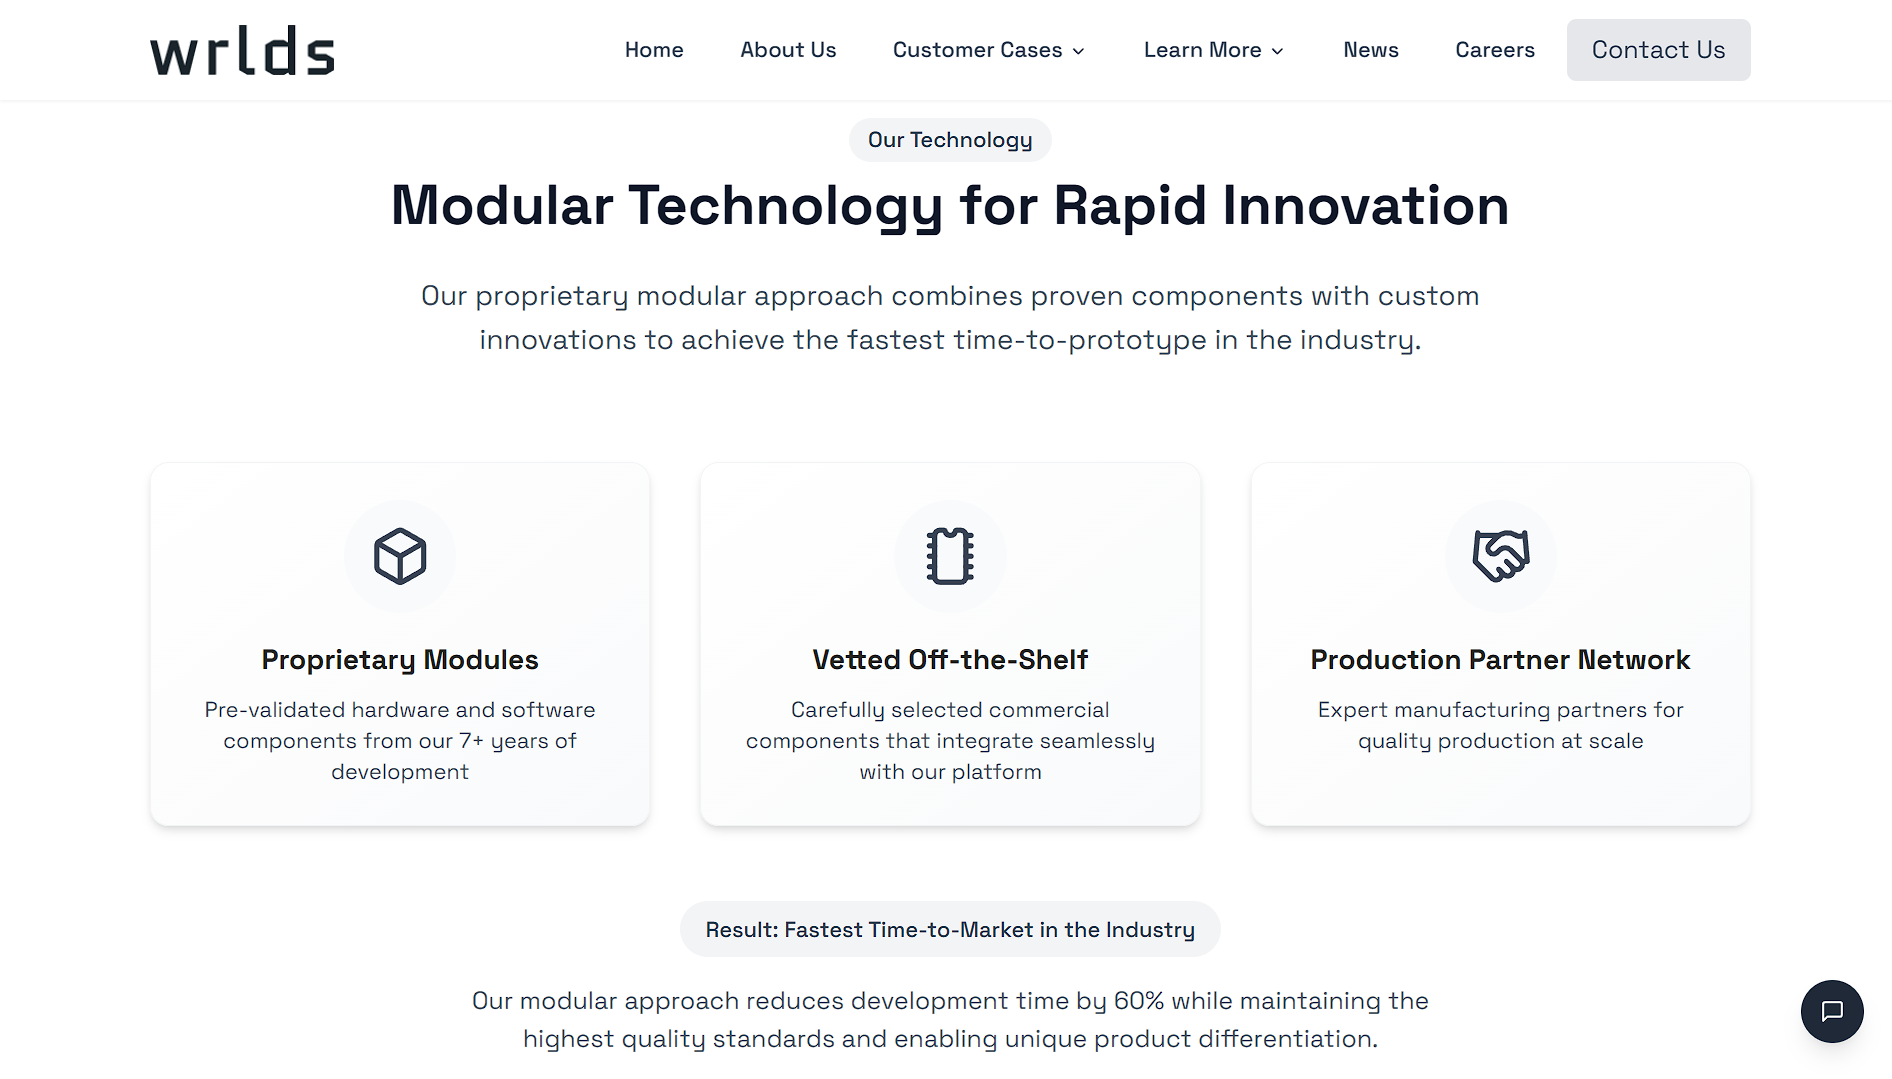 wrlds
Home
About Us
Customer Cases
Learn More
News
Careers
Contact Us
Our Technology
Modular Technology for Rapid Innovation
Our proprietary modular approach combines proven components with custom
innovations to achieve the fastest time-to-prototype in the industry.
Proprietary Modules
Pre-validated hardware and software
components from our 7+ years of
development
Vetted Off-the-Shelf
Carefully selected commercial
components that integrate seamlessly
with our platform
Production Partner Network
Expert manufacturing partners for
quality production at scale
Result: Fastest Time-to-Market in the Industry
Our modular approach reduces development time by 60% while maintaining the
highest quality standards and enabling unique product differentiation.